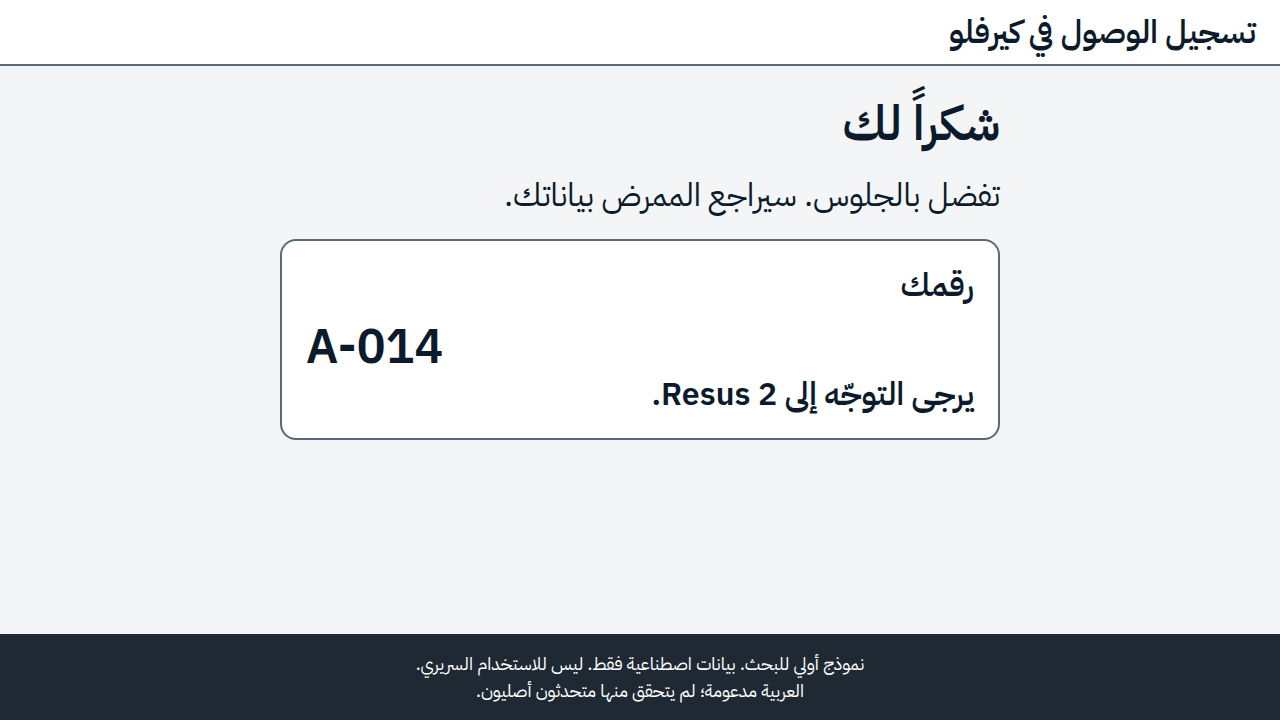 تسجيل الوصول في كيرفلو
شكراً لك
تفضل بالجلوس. سيراجع الممرض بياناتك.
رقمك
A-014
يرجى التوجّه إلى Resus 2.
نموذج أولي للبحث. بيانات اصطناعية فقط. ليس للاستخدام السريري.
العربية مدعومة؛ لم يتحقق منها متحدثون أصليون.